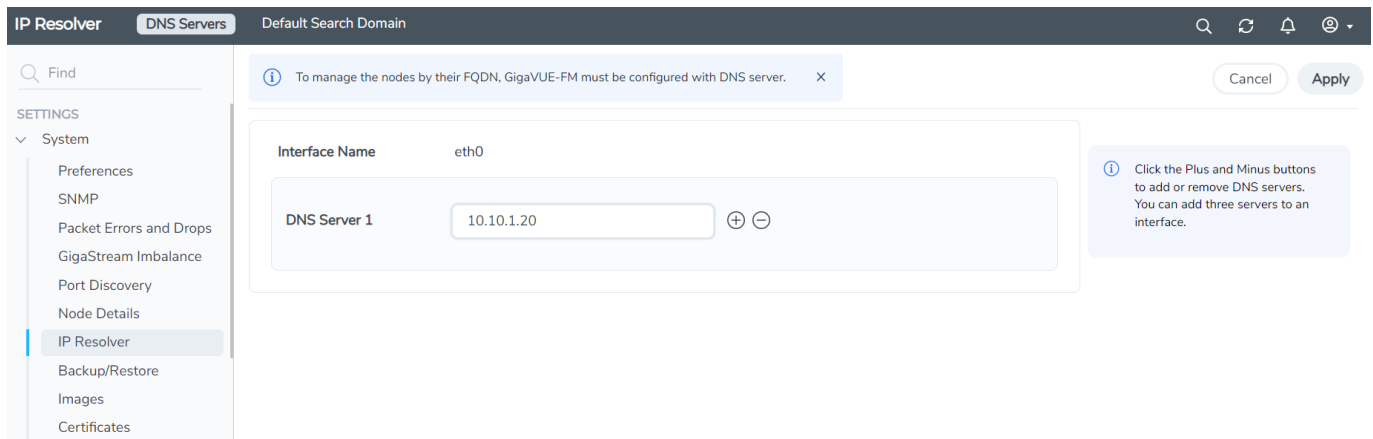 IP Resolver DNS Servers Default Search Domain
Find
SETTINGS
System
Preferences
SNMP
Packet Errors and Drops
GigaStream Imbalance
Port Discovery
Node Details
IP Resolver
Backup/Restore
Images
Certificates
To manage the nodes by their FQDN, GigaVUE-FM must be configured with DNS server.
Cancel Apply
Interface Name eth0
DNS Server 1 10.10.1.20
Click the Plus and Minus buttons
to add or remove DNS servers.
You can add three servers to an
interface.